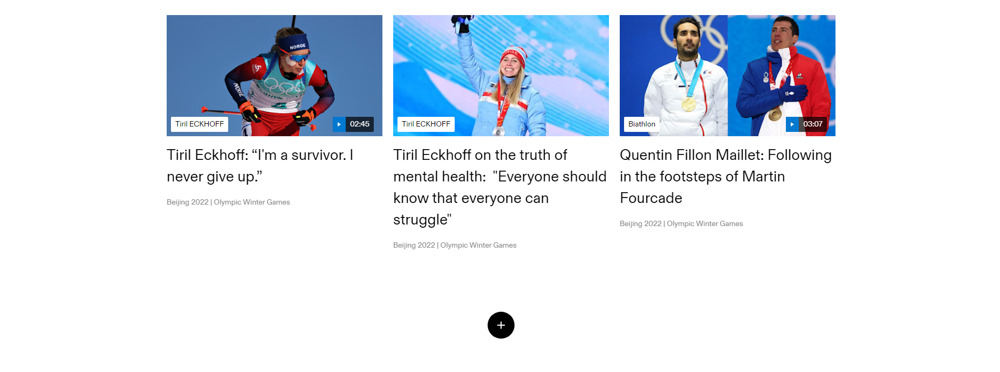 NORGE
NORGE
Tiril ECKHOFF
02:45
Tiril Eckhoff: “I'm a survivor. I
never give up.”
Beijing 2022 | Olympic Winter Games
Tiril ECKHOFF
Tiril Eckhoff on the truth of
mental health:  "Everyone should
know that everyone can
struggle"
Beijing 2022 | Olympic Winter Games
Biathlon
03:07
Quentin Fillon Maillet: Following
in the footsteps of Martin
Fourcade
Beijing 2022 | Olympic Winter Games